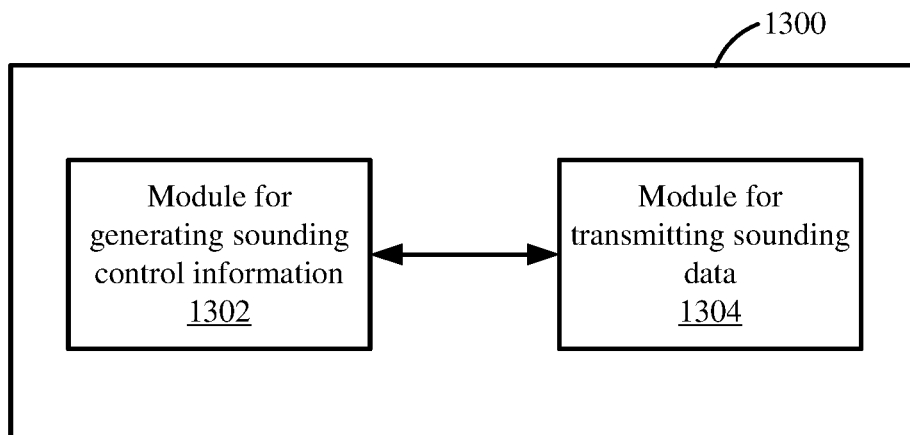 1300
Module for
generating sounding
control information
1302
Module for
transmitting sounding
data
1304